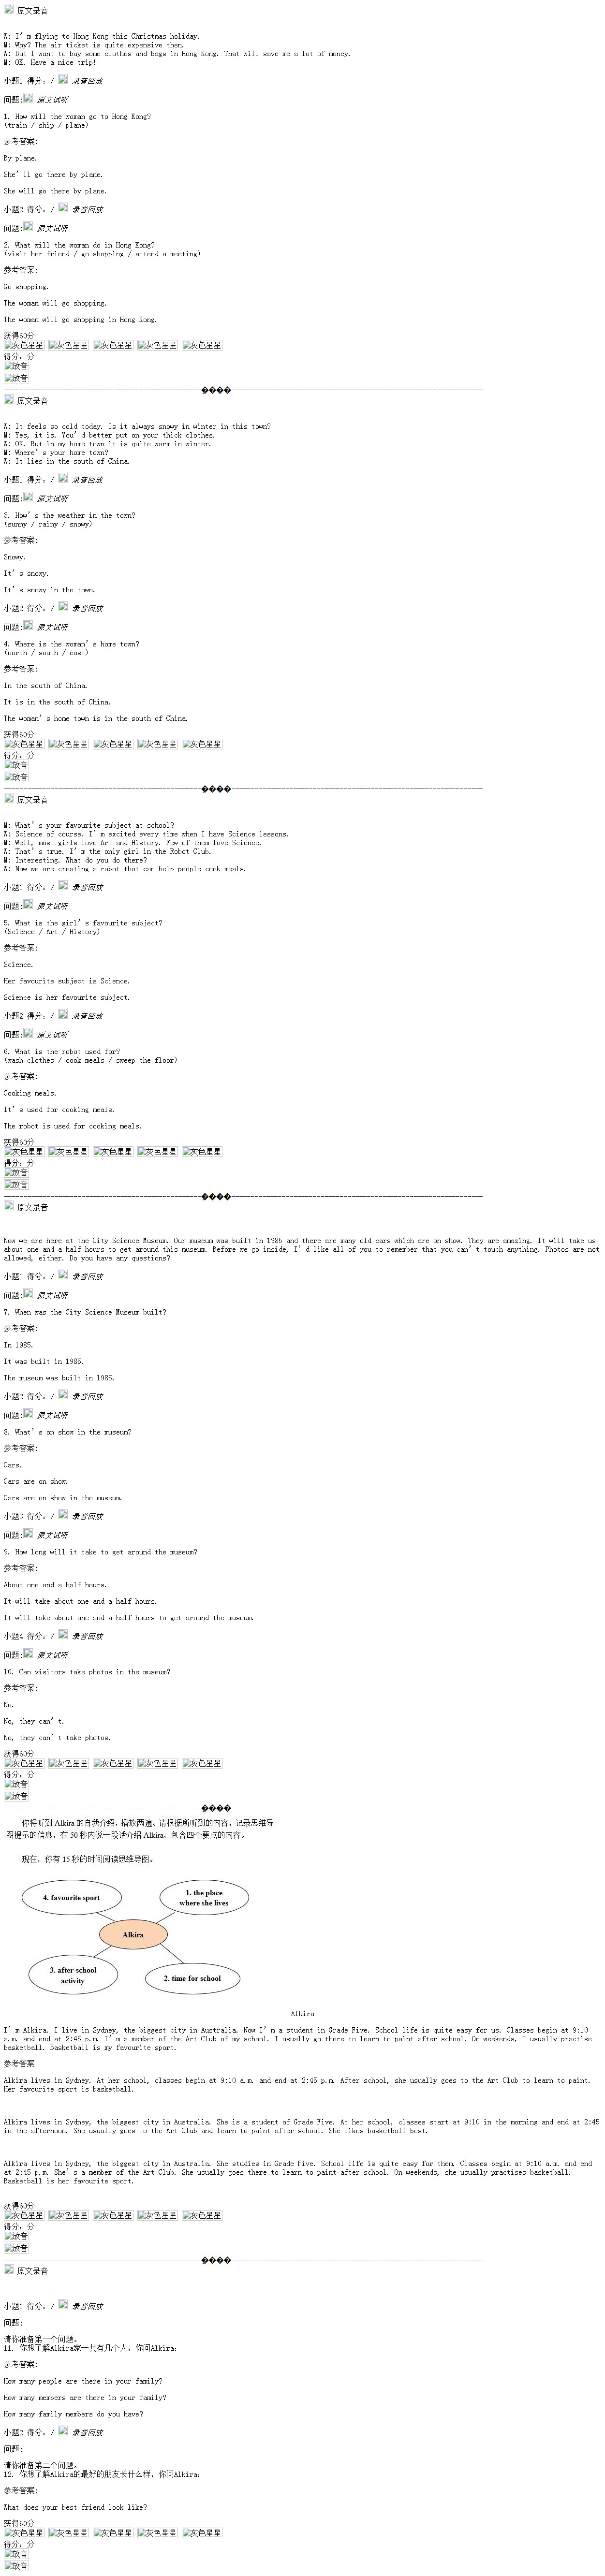 原文录音
W: I'm flying to Hong Kong this Christmas holiday.
M: Why? The air ticket is quite expensive then.
W: But I want to buy some clothes and bags in Hong Kong. That will save me a lot of money.
M: OK. Have a nice trip!
小题1 得分：/ 录音回放
问题: 原文试听
1. How will the woman go to Hong Kong?
(train / ship / plane)
参考答案:
By plane.
She'll go there by plane.
She will go there by plane.
小题2 得分：/ 录音回放
问题: 原文试听
2. What will the woman do in Hong Kong?
(visit her friend / go shopping / attend a meeting)
参考答案:
Go shopping.
The woman will go shopping.
The woman will go shopping in Hong Kong.
获得60分
灰色星星 灰色星星 灰色星星 灰色星星 灰色星星
得分，分
放音
放音
����
原文录音
W: It feels so cold today. Is it always snowy in winter in this town?
M: Yes, it is. You'd better put on your thick clothes.
W: OK. But in my home town it is quite warm in winter.
M: Where's your home town?
W: It lies in the south of China.
小题1 得分：/ 录音回放
问题: 原文试听
3. How's the weather in the town?
(sunny / rainy / snowy)
参考答案:
Snowy.
It's snowy.
It's snowy in the town.
小题2 得分：/ 录音回放
问题: 原文试听
4. Where is the woman's home town?
(north / south / east)
参考答案:
In the south of China.
It is in the south of China.
The woman's home town is in the south of China.
获得60分
灰色星星 灰色星星 灰色星星 灰色星星 灰色星星
得分，分
放音
放音
����
原文录音
M: What's your favourite subject at school?
W: Science of course. I'm excited every time when I have Science lessons.
M: Well, most girls love Art and History. Few of them love Science.
W: That's true. I'm the only girl in the Robot Club.
M: Interesting. What do you do there?
W: Now we are creating a robot that can help people cook meals.
小题1 得分：/ 录音回放
问题: 原文试听
5. What is the girl's favourite subject?
(Science / Art / History)
参考答案:
Science.
Her favourite subject is Science.
Science is her favourite subject.
小题2 得分：/ 录音回放
问题: 原文试听
6. What is the robot used for?
(wash clothes / cook meals / sweep the floor)
参考答案:
Cooking meals.
It's used for cooking meals.
The robot is used for cooking meals.
获得60分
灰色星星 灰色星星 灰色星星 灰色星星 灰色星星
得分，分
放音
放音
����
原文录音
Now we are here at the City Science Museum. Our museum was built in 1985 and there are many old cars which are on show. They are amazing. It will take us
about one and a half hours to get around this museum. Before we go inside, I'd like all of you to remember that you can't touch anything. Photos are not
allowed, either. Do you have any questions?
小题1 得分：/ 录音回放
问题: 原文试听
7. When was the City Science Museum built?
参考答案:
In 1985.
It was built in 1985.
The museum was built in 1985.
小题2 得分：/ 录音回放
问题: 原文试听
8. What's on show in the museum?
参考答案:
Cars.
Cars are on show.
Cars are on show in the museum.
小题3 得分：/ 录音回放
问题: 原文试听
9. How long will it take to get around the museum?
参考答案:
About one and a half hours.
It will take about one and a half hours.
It will take about one and a half hours to get around the museum.
小题4 得分：/ 录音回放
问题: 原文试听
10. Can visitors take photos in the museum?
参考答案:
No.
No, they can't.
No, they can't take photos.
获得60分
灰色星星 灰色星星 灰色星星 灰色星星 灰色星星
得分，分
放音
放音
����
你将听到 Alkira 的自我介绍，播放两遍。请根据所听到的内容，记录思维导
图提示的信息，在 50 秒内说一段话介绍 Alkira，包含四个要点的内容。
现在，你有 15 秒的时间阅读思维导图。
4. favourite sport
1. the place
where she lives
Alkira
3. after-school
activity
2. time for school
Alkira
I'm Alkira. I live in Sydney, the biggest city in Australia. Now I'm a student in Grade Five. School life is quite easy for us. Classes begin at 9:10
a.m. and end at 2:45 p.m. I'm a member of the Art Club of my school. I usually go there to learn to paint after school. On weekends, I usually practise
basketball. Basketball is my favourite sport.
参考答案
Alkira lives in Sydney. At her school, classes begin at 9:10 a.m. and end at 2:45 p.m. After school, she usually goes to the Art Club to learn to paint.
Her favourite sport is basketball.
Alkira lives in Sydney, the biggest city in Australia. She is a student of Grade Five. At her school, classes start at 9:10 in the morning and end at 2:45
in the afternoon. She usually goes to the Art Club and learn to paint after school. She likes basketball best.
Alkira lives in Sydney, the biggest city in Australia. She studies in Grade Five. School life is quite easy for them. Classes begin at 9:10 a.m. and end
at 2:45 p.m. She's a member of the Art Club. She usually goes there to learn to paint after school. On weekends, she usually practises basketball.
Basketball is her favourite sport.
获得60分
灰色星星 灰色星星 灰色星星 灰色星星 灰色星星
得分，分
放音
放音
����
原文录音
小题1 得分：/ 录音回放
问题:
请你准备第一个问题。
11. 你想了解Alkira家一共有几个人，你问Alkira：
参考答案:
How many people are there in your family?
How many members are there in your family?
How many family members do you have?
小题2 得分：/ 录音回放
问题:
请你准备第二个问题。
12. 你想了解Alkira的最好的朋友长什么样，你问Alkira：
参考答案:
What does your best friend look like?
获得60分
灰色星星 灰色星星 灰色星星 灰色星星 灰色星星
得分，分
放音
放音